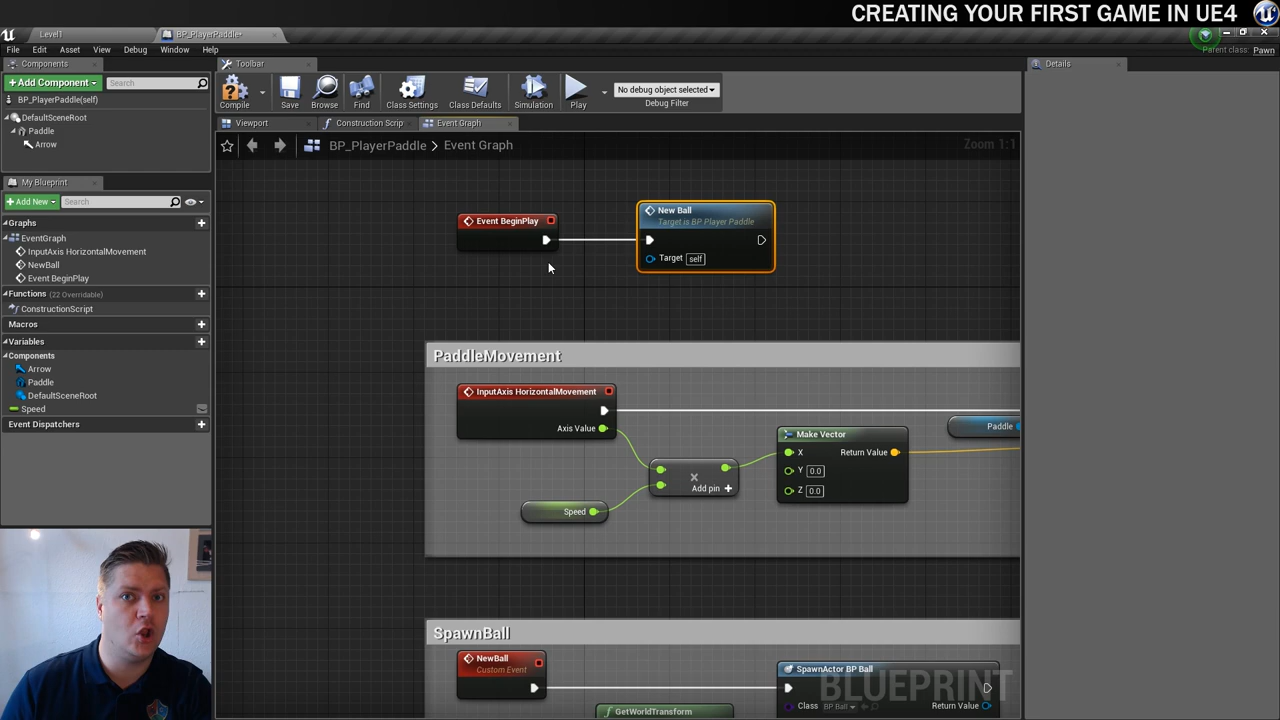 CREATING YOUR FIRST GAME IN UE4
Level1
BP_PlayerPaddle*
Parent class: Pawn
File Edit Asset View Debug Window Help
Components
Toolbar
Details
+Add Component
Search
BP_PlayerPaddle(self)
DefaultSceneRoot
Paddle
Arrow
Compile
Save
Browse
Find
Class Settings
Class Defaults
Simulation
Play
No debug object selected
Debug Filter
Viewport
Construction Scrip
Event Graph
BP_PlayerPaddle > Event Graph
Zoom 1:1
My Blueprint
+Add New
Search
Graphs
EventGraph
InputAxis HorizontalMovement
NewBall
Event BeginPlay
Functions (22 Overridable)
ConstructionScript
Macros
Variables
Components
Arrow
Paddle
DefaultSceneRoot
Speed
Event Dispatchers
Event BeginPlay
New Ball
Target is BP Player Paddle
Target self
PaddleMovement
InputAxis HorizontalMovement
Axis Value
Speed
Add pin +
Make Vector
X
Return Value
Y 0.0
Z 0.0
Paddle
SpawnBall
NewBall
Custom Event
GetWorldTransform
SpawnActor BP Ball
Class BP Ball
Return Value
BLUEPRINT